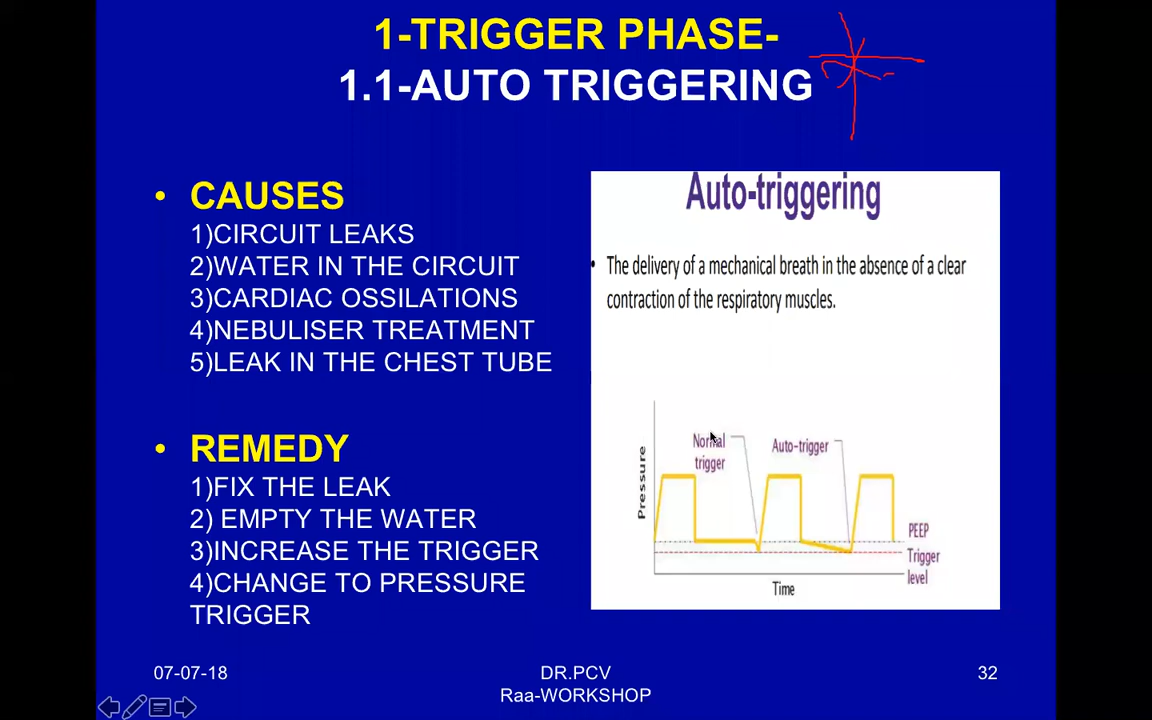 1-TRIGGER PHASE-
1.1-AUTO TRIGGERING
• CAUSES
1)CIRCUIT LEAKS
2)WATER IN THE CIRCUIT
3)CARDIAC OSSILATIONS
4)NEBULISER TREATMENT
5)LEAK IN THE CHEST TUBE
• REMEDY
1)FIX THE LEAK
2) EMPTY THE WATER
3)INCREASE THE TRIGGER
4)CHANGE TO PRESSURE
TRIGGER
Auto-triggering
• The delivery of a mechanical breath in the absence of a clear
contraction of the respiratory muscles.
Pressure
Normal
trigger
Auto-trigger
PEEP
Trigger
level
Time
07-07-18
DR.PCV
Raa-WORKSHOP
32